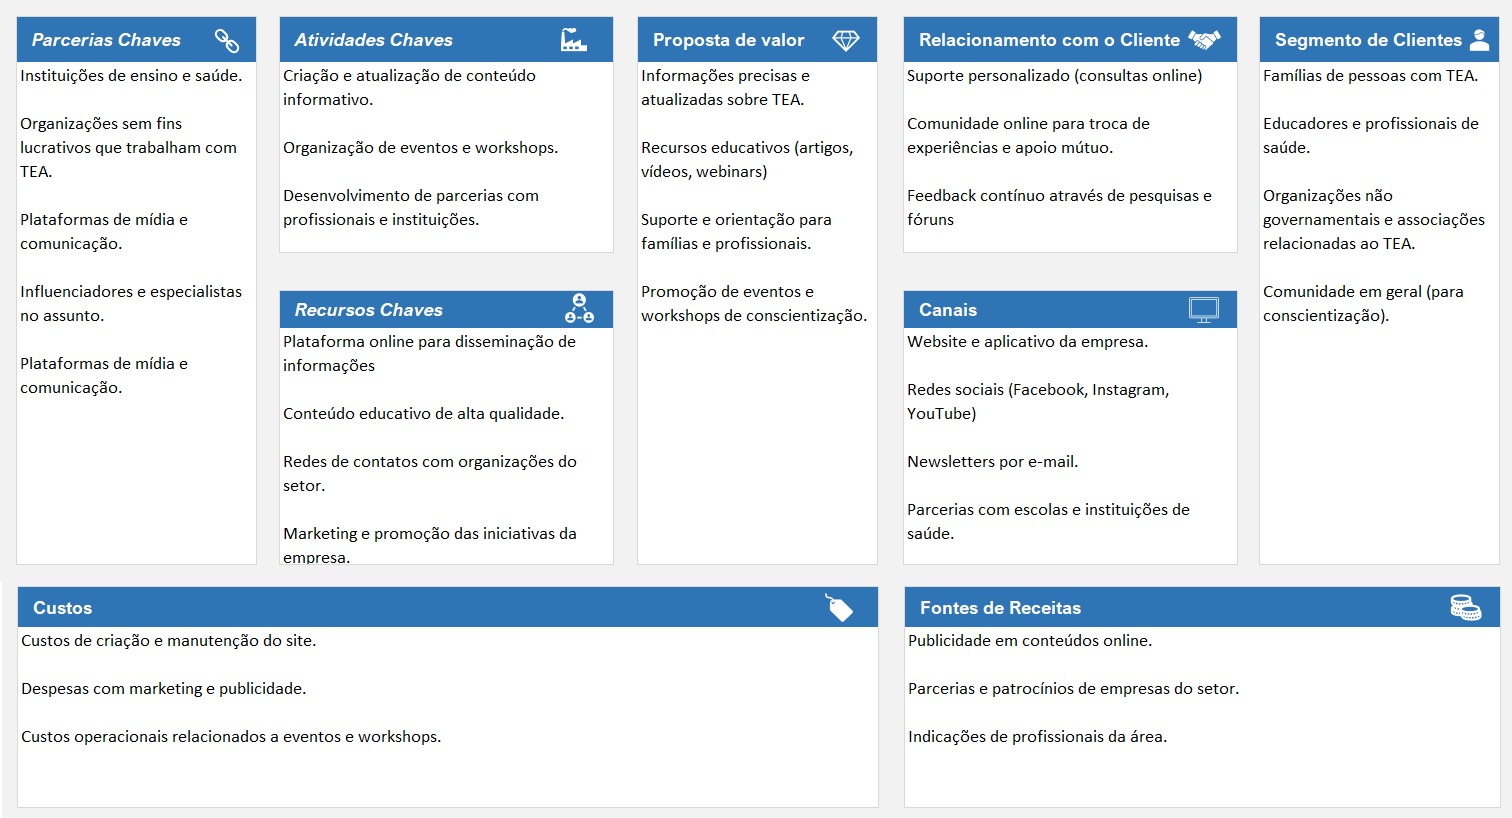 Parcerias Chaves
Instituições de ensino e saúde.
Organizações sem fins
lucrativos que trabalham com
TEA.
Plataformas de mídia e
comunicação.
Influenciadores e especialistas
no assunto.
Plataformas de mídia e
comunicação.
Atividades Chaves
Criação e atualização de conteúdo
informativo.
Organização de eventos e workshops.
Desenvolvimento de parcerias com
profissionais e instituições.
Recursos Chaves
Plataforma online para disseminação de
informações
Conteúdo educativo de alta qualidade.
Redes de contatos com organizações do
setor.
Marketing e promoção das iniciativas da
empresa.
Proposta de valor
Informações precisas e
atualizadas sobre TEA.
Recursos educativos (artigos,
vídeos, webinars)
Suporte e orientação para
famílias e profissionais.
Promoção de eventos e
workshops de conscientização.
Relacionamento com o Cliente
Suporte personalizado (consultas online)
Comunidade online para troca de
experiências e apoio mútuo.
Feedback contínuo através de pesquisas e
fóruns
Canais
Website e aplicativo da empresa.
Redes sociais (Facebook, Instagram,
YouTube)
Newsletters por e-mail.
Parcerias com escolas e instituições de
saúde.
Segmento de Clientes
Famílias de pessoas com TEA.
Educadores e profissionais de
saúde.
Organizações não
governamentais e associações
relacionadas ao TEA.
Comunidade em geral (para
conscientização).
Custos
Custos de criação e manutenção do site.
Despesas com marketing e publicidade.
Custos operacionais relacionados a eventos e workshops.
Fontes de Receitas
Publicidade em conteúdos online.
Parcerias e patrocínios de empresas do setor.
Indicações de profissionais da área.